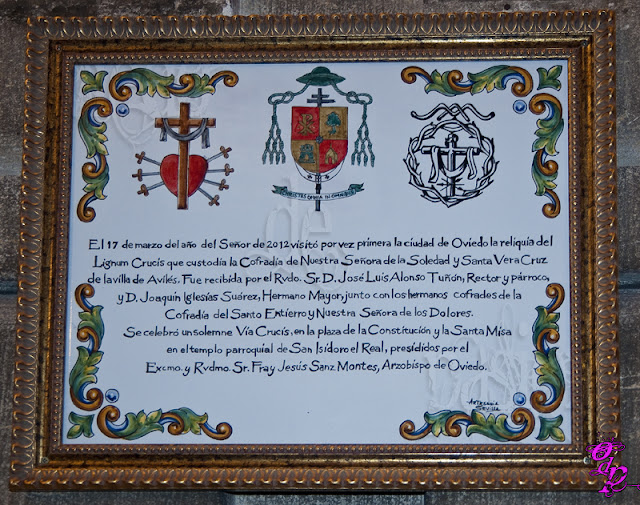 El 17 de marzo del año del Señor de 2012 visitó por vez primera la ciudad de Oviedo la reliquia del
Lignum Crucis que custodia la Cofradía de Nuestra Señora de la Soledad y Santa Vera Cruz
de la villa de Avilés. Fue recibida por el Rvdo. Sr. D. José Luis Alonso Tuñón, Rector y párroco,
y D. Joaquín Iglesias Suárez, Hermano Mayor junto con los hermanos cofrades de la
Cofradía del Santo Entierro y Nuestra Señora de los Dolores.
Se celebró un solemne Vía Crucis, en la plaza de la Constitución y la Santa Misa
en el templo parroquial de San Isidoro el Real, presididos por el
Excmo. y Rvdmo. Sr. Fray Jesús Sanz Montes, Arzobispo de Oviedo.
Artesanía
Sevilla